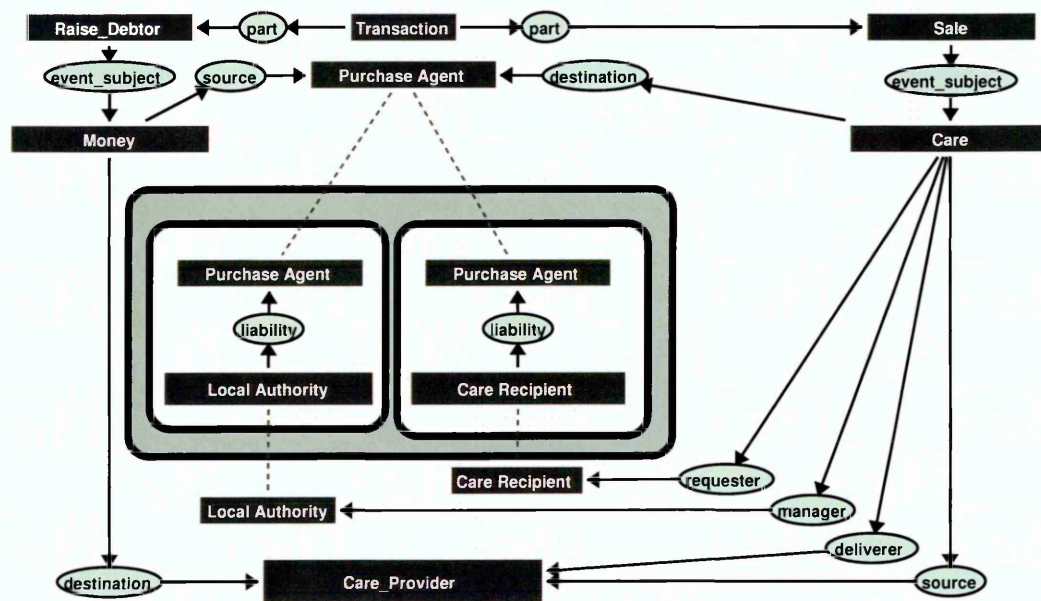 Raise_Debtor
part
Transaction
part
Sale
event_subject
source
Purchase Agent
destination
event_subject
Money
Care
Purchase Agent
Purchase Agent
liability
liability
Local Authority
Care Recipient
Care Recipient
requester
Local Authority
manager
deliverer
destination
Care_Provider
source